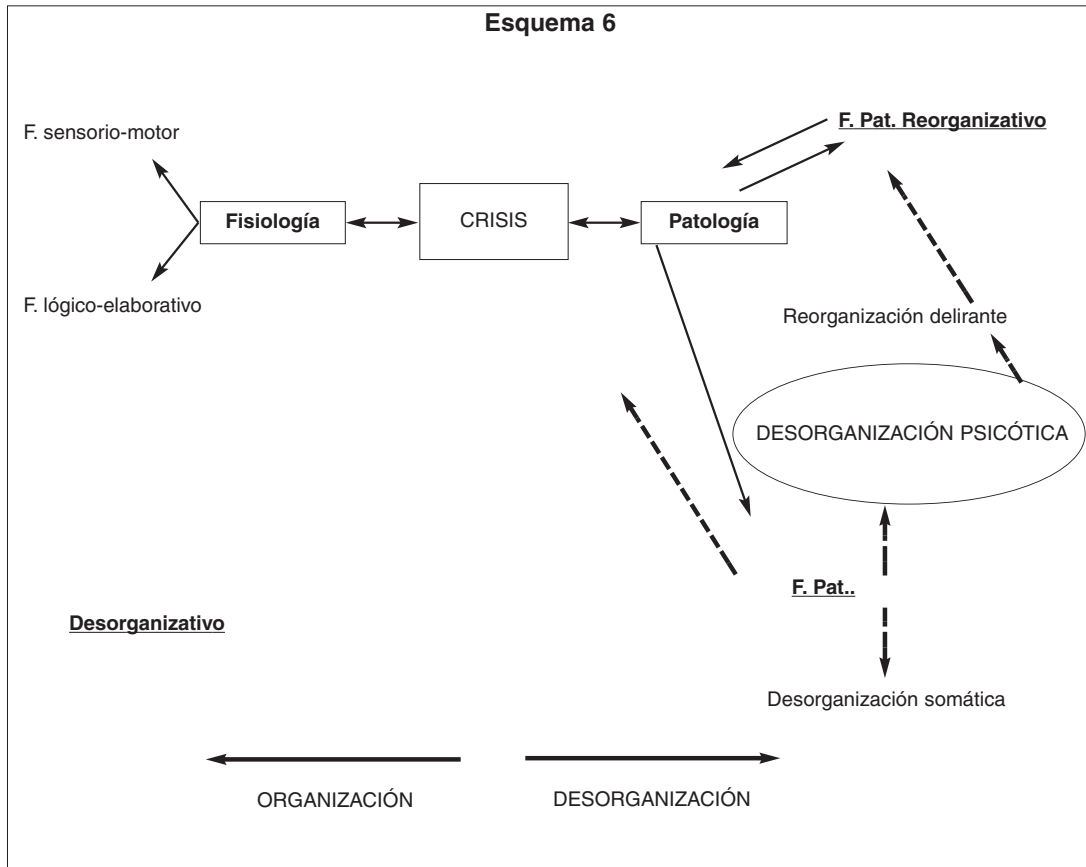 Esquema 6
F. sensorio-motor
F. Pat. Reorganizativo
Fisiología
CRISIS
Patología
F. lógico-elaborativo
Reorganización delirante
DESORGANIZACIÓN PSICÓTICA
F. Pat..
Desorganizativo
Desorganización somática
ORGANIZACIÓN
DESORGANIZACIÓN